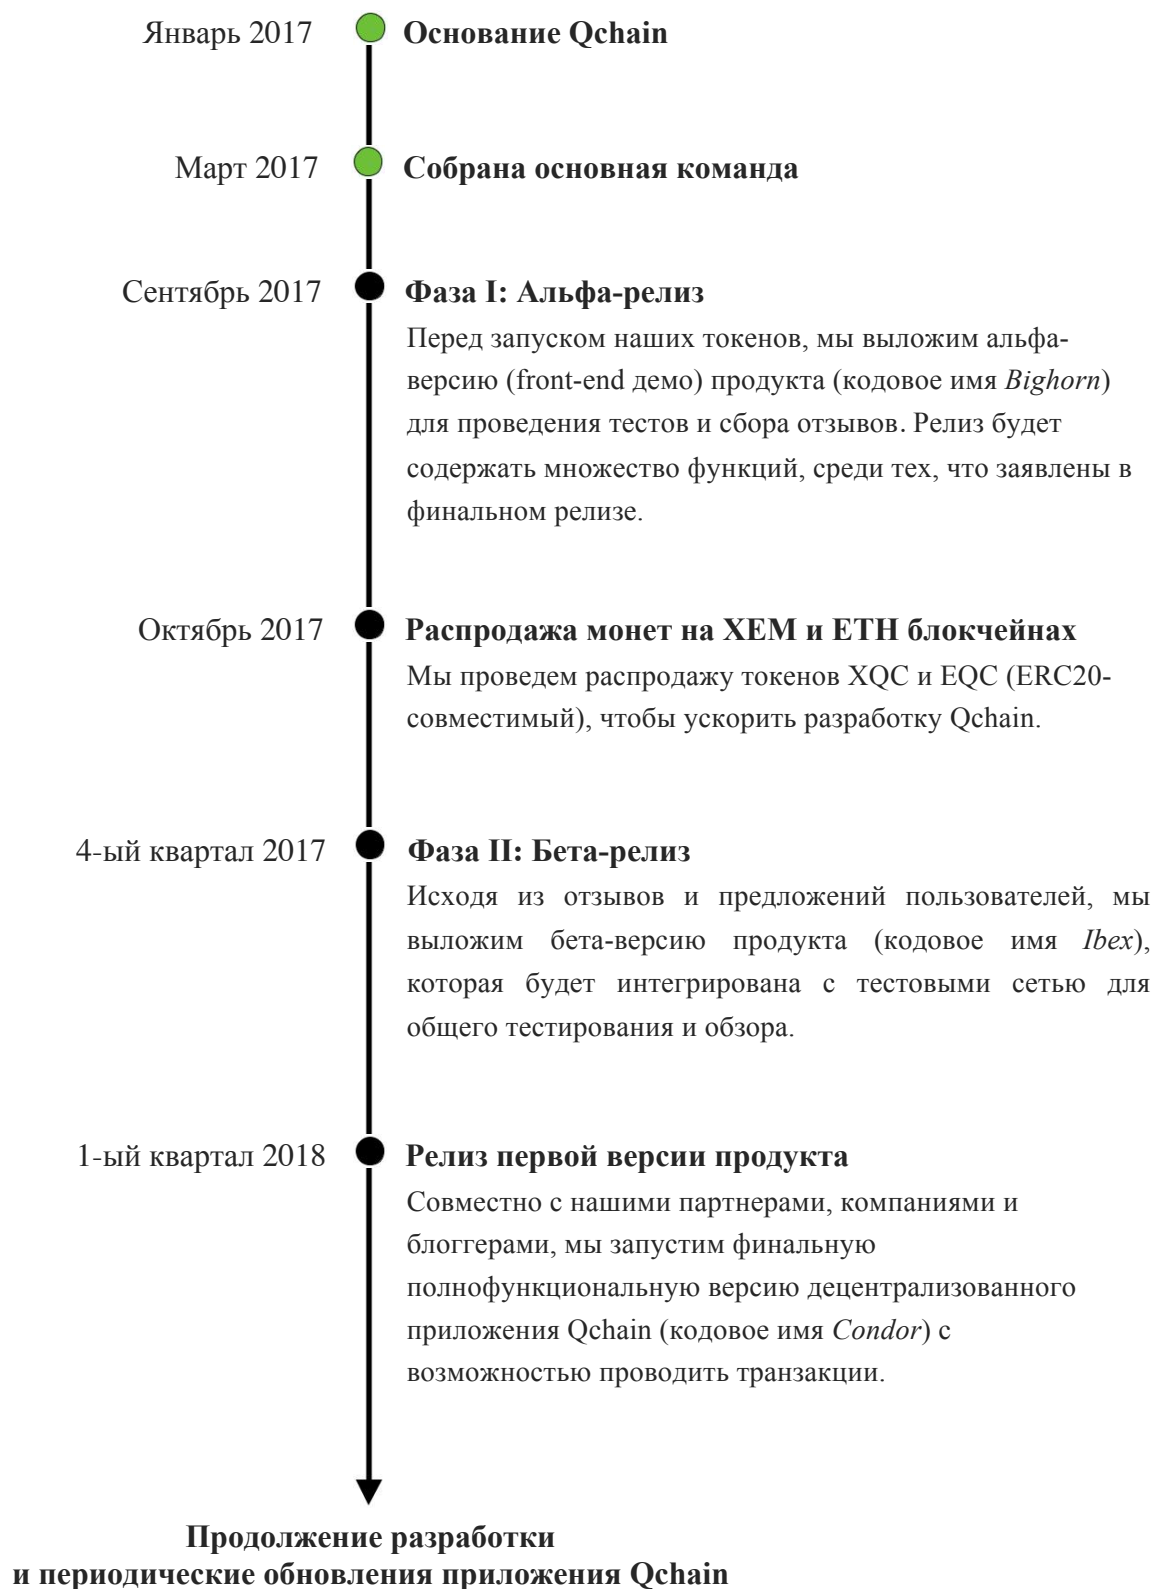 Январь 2017 Основание Qchain
Март 2017 Собрана основная команда
Сентябрь 2017 Фаза I: Альфа-релиз
Перед запуском наших токенов, мы выложим альфа-
версию (front-end демо) продукта (кодовое имя Bighorn)
для проведения тестов и сбора отзывов. Релиз будет
содержать множество функций, среди тех, что заявлены в
финальном релизе.
Октябрь 2017 Распродажа монет на XEM и ETH блокчейнах
Мы проведем распродажу токенов XQC и EQC (ERC20-
совместимый), чтобы ускорить разработку Qchain.
4-ый квартал 2017 Фаза II: Бета-релиз
Исходя из отзывов и предложений пользователей, мы
выложим бета-версию продукта (кодовое имя Ibex),
которая будет интегрирована с тестовыми сетью для
общего тестирования и обзора.
1-ый квартал 2018 Релиз первой версии продукта
Совместно с нашими партнерами, компаниями и
блоггерами, мы запустим финальную
полнофункциональную версию децентрализованного
приложения Qchain (кодовое имя Condor) с
возможностью проводить транзакции.
Продолжение разработки
и периодические обновления приложения Qchain